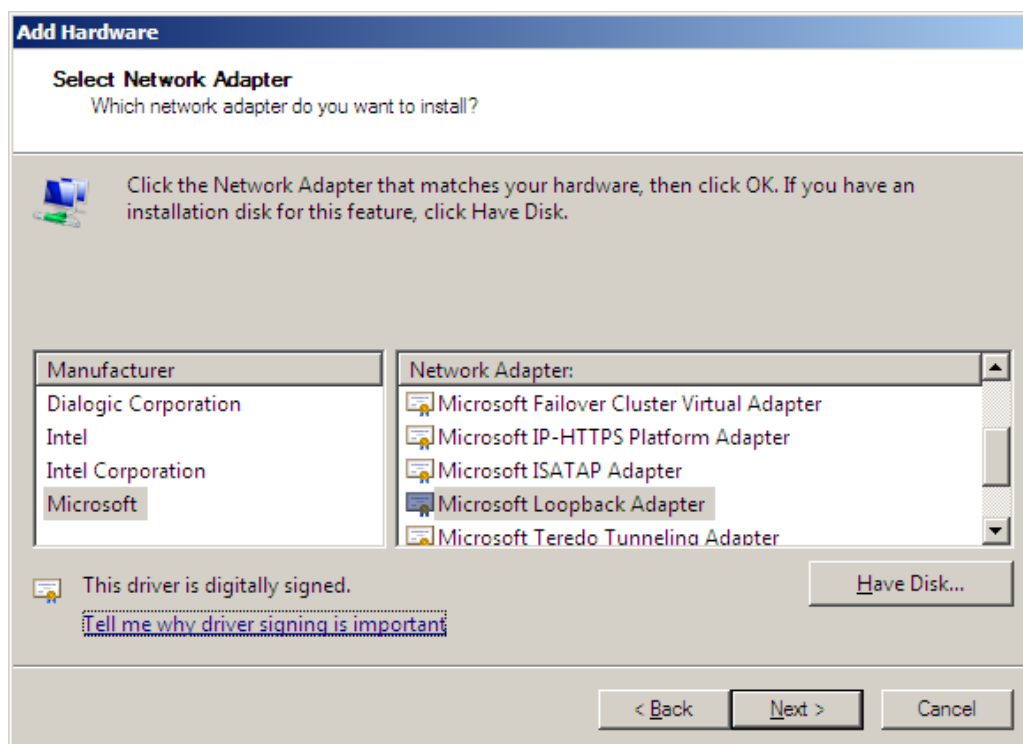 Add Hardware
Select Network Adapter
Which network adapter do you want to install?
Click the Network Adapter that matches your hardware, then click OK. If you have an
installation disk for this feature, click Have Disk.
Manufacturer
Dialogic Corporation
Intel
Intel Corporation
Microsoft
Network Adapter:
Microsoft Failover Cluster Virtual Adapter
Microsoft IP-HTTPS Platform Adapter
Microsoft ISATAP Adapter
Microsoft Loopback Adapter
Microsoft Teredo Tunneling Adapter
This driver is digitally signed.
Tell me why driver signing is important
Have Disk...
< Back
Next >
Cancel